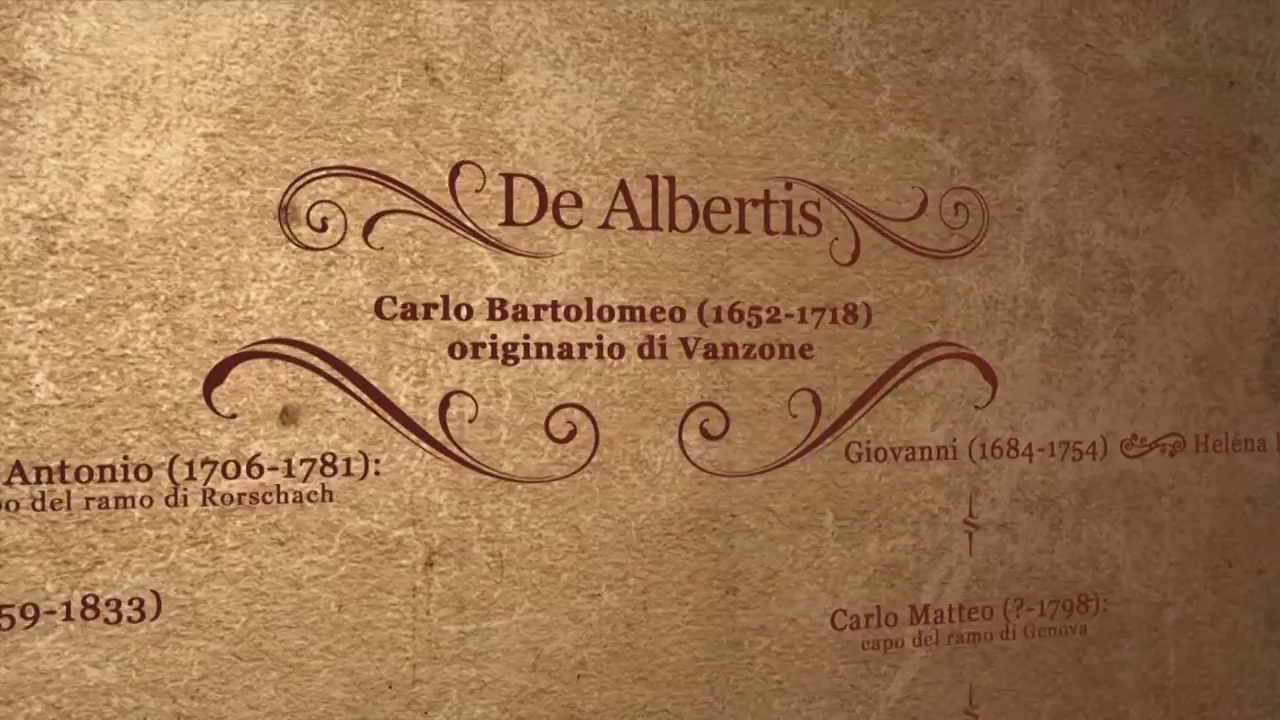 De Albertis
Carlo Bartolomeo (1652-1718)
originario di Vanzone
Giovanni (1684-1754) Heléna
Antonio (1706-1781):
del ramo di Rorschach
59-1833)
Carlo Matteo (?-1798):
capo del ramo di Genova